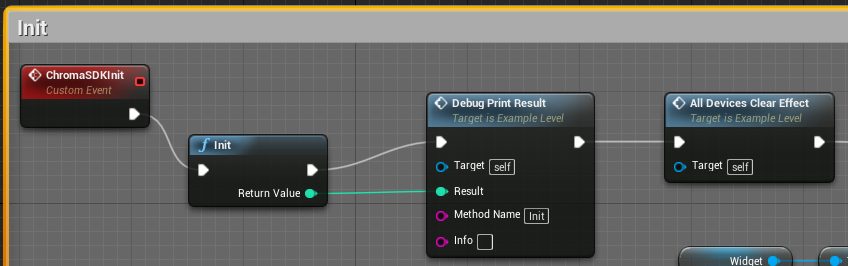 Init
ChromaSDKInit
Custom Event
f Init
Return Value
Debug Print Result
Target is Example Level
Target self
Result
Method Name Init
Info
All Devices Clear Effect
Target is Example Level
Target self
Widget